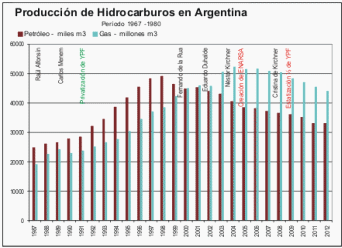 Producción de Hidrocarburos en Argentina
Período 1967 -1980
Petróleo - miles m3
Gas - millones m3
60000
50000
40000
30000
20000
10000
0
Raúl Alfonsín
Carlos Menem
Privatización de YPF
Fernando de la Rua
Eduardo Duhalde
Néstor Kirchner
Creación de ENARSA
Cristina de Kirchner
Estatización de YPF
1987
1988
1989
1990
1991
1992
1993
1994
1995
1996
1997
1998
1999
2000
2001
2002
2003
2004
2005
2006
2007
2008
2009
2010
2011
2012